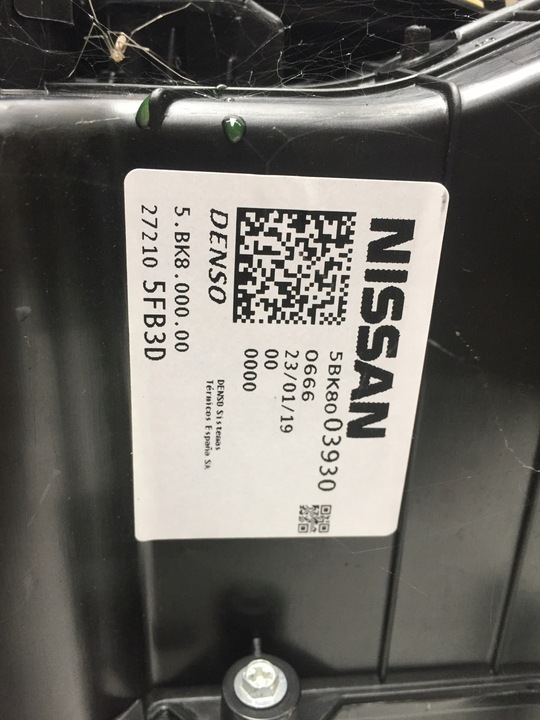 NISSAN
5BK8003930
0666
23/01/19
00
0000
DENSO
DENSO Sistemas
Térmicos España SA
5.BK8.000.00
27210 5FB3D